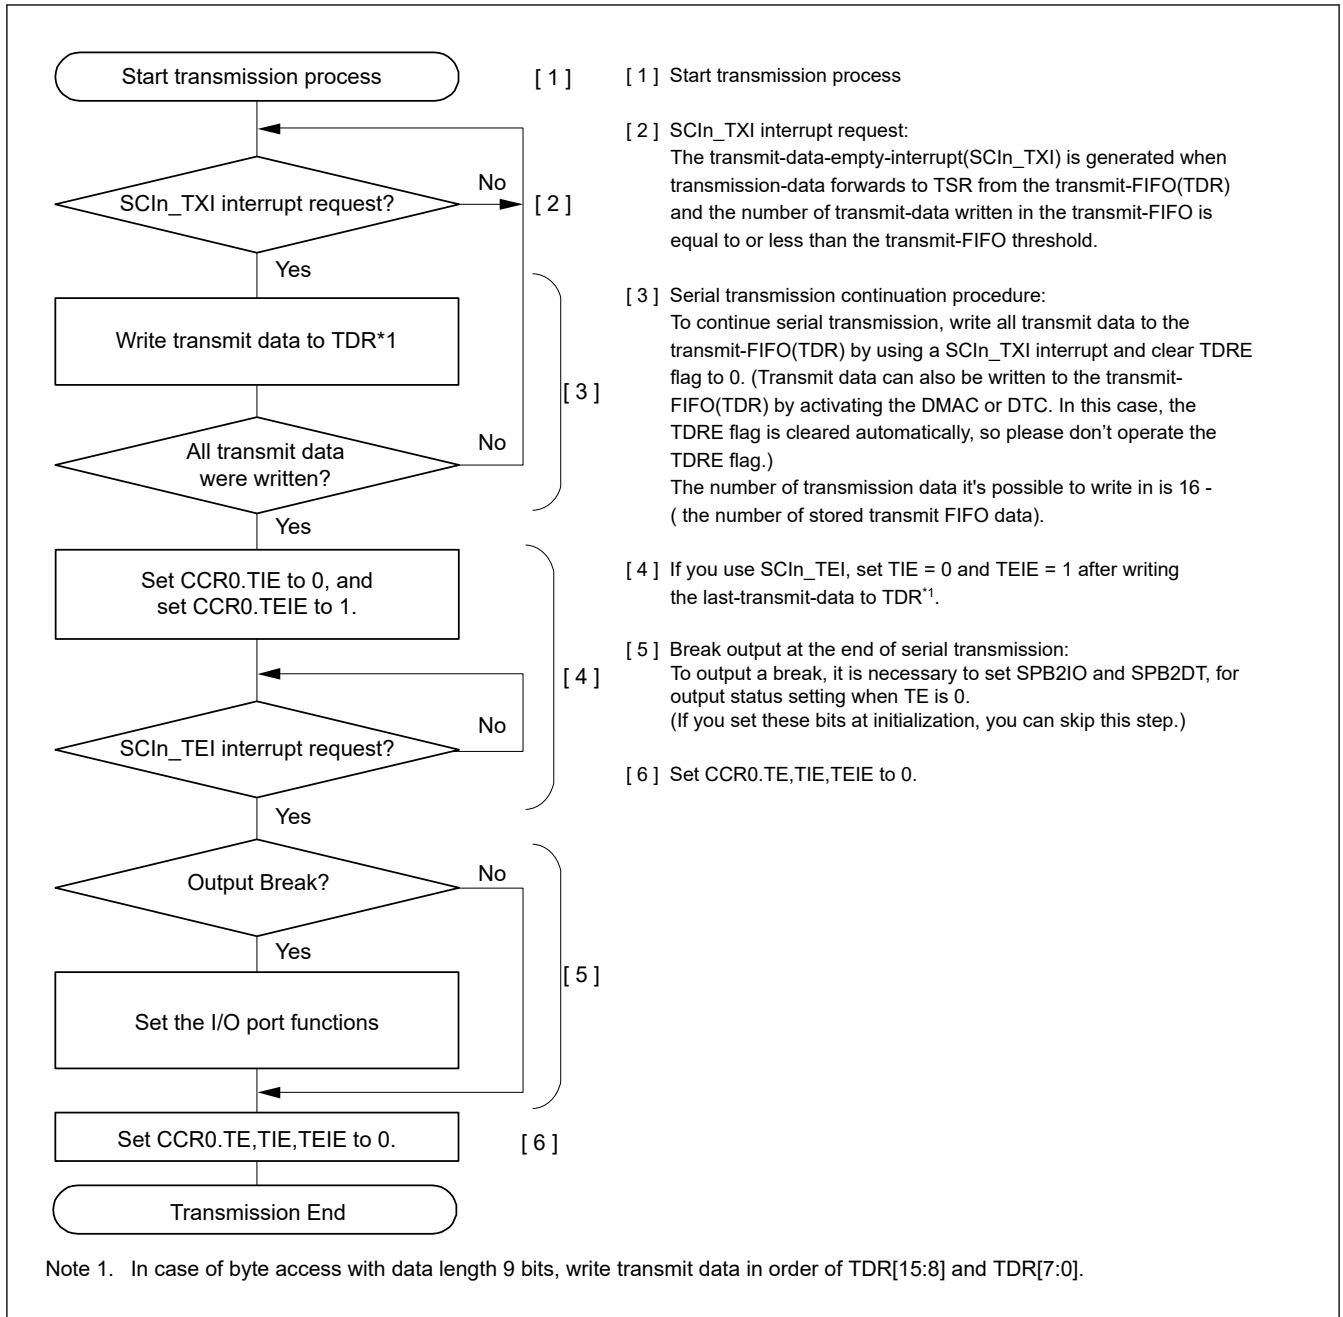 Start transmission process
[ 1 ]
SCIn_TXI interrupt request?
No
[ 2 ]
Yes
Write transmit data to TDR*1
[ 3 ]
All transmit data
were written?
No
Yes
Set CCR0.TIE to 0, and
set CCR0.TEIE to 1.
[ 4 ]
SCIn_TEI interrupt request?
No
Yes
Output Break?
No
Yes
[ 5 ]
Set the I/O port functions
Set CCR0.TE,TIE,TEIE to 0.
[ 6 ]
Transmission End
[ 1 ] Start transmission process
[ 2 ] SCIn_TXI interrupt request:
The transmit-data-empty-interrupt(SCIn_TXI) is generated when
transmission-data forwards to TSR from the transmit-FIFO(TDR)
and the number of transmit-data written in the transmit-FIFO is
equal to or less than the transmit-FIFO threshold.
[ 3 ] Serial transmission continuation procedure:
To continue serial transmission, write all transmit data to the
transmit-FIFO(TDR) by using a SCIn_TXI interrupt and clear TDRE
flag to 0. (Transmit data can also be written to the transmit-
FIFO(TDR) by activating the DMAC or DTC. In this case, the
TDRE flag is cleared automatically, so please don't operate the
TDRE flag.)
The number of transmission data it's possible to write in is 16 -
( the number of stored transmit FIFO data).
[ 4 ] If you use SCIn_TEI, set TIE = 0 and TEIE = 1 after writing
the last-transmit-data to TDR*1.
[ 5 ] Break output at the end of serial transmission:
To output a break, it is necessary to set SPB2IO and SPB2DT, for
output status setting when TE is 0.
(If you set these bits at initialization, you can skip this step.)
[ 6 ] Set CCR0.TE,TIE,TEIE to 0.
Note 1. In case of byte access with data length 9 bits, write transmit data in order of TDR[15:8] and TDR[7:0].